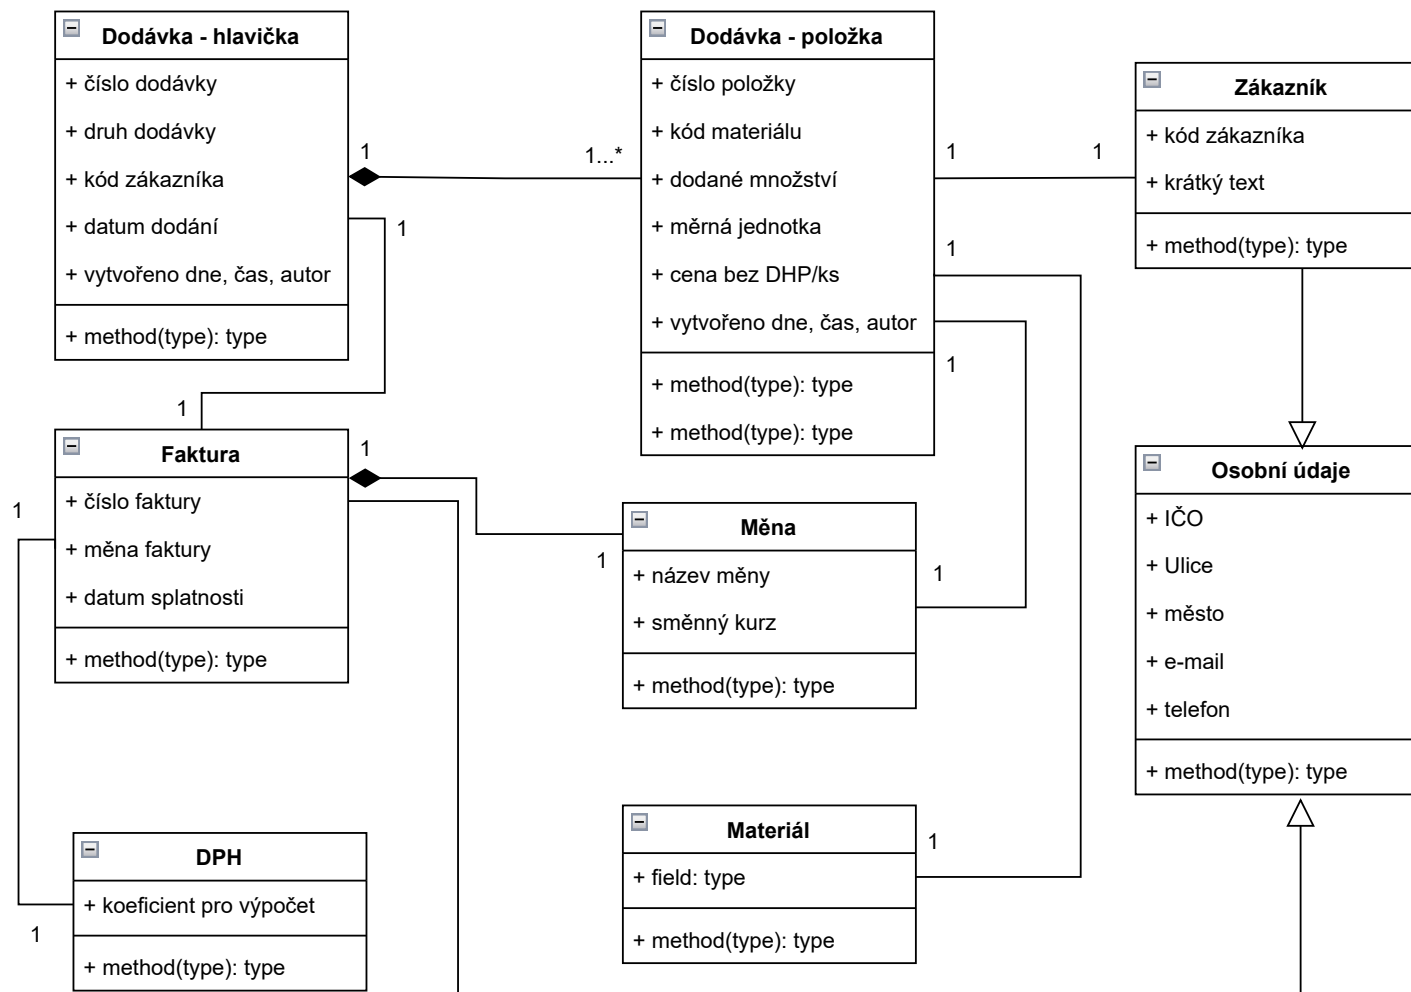 Dodávka - hlavička
+ číslo dodávky
+ druh dodávky
+ kód zákazníka
+ datum dodání
+ vytvořeno dne, čas, autor
+ method(type): type
1
1...*
1
1
Dodávka - položka
+ číslo položky
+ kód materiálu
+ dodané množství
+ měrná jednotka
+ cena bez DHP/ks
+ vytvořeno dne, čas, autor
+ method(type): type
+ method(type): type
1
1
1
1
Zákazník
+ kód zákazníka
+ krátký text
+ method(type): type
Faktura
+ číslo faktury
+ měna faktury
+ datum splatnosti
+ method(type): type
1
1
1
Měna
+ název měny
+ směnný kurz
+ method(type): type
1
Osobní údaje
+ IČO
+ Ulice
+ město
+ e-mail
+ telefon
+ method(type): type
DPH
+ koeficient pro výpočet
+ method(type): type
1
Materiál
+ field: type
+ method(type): type
1